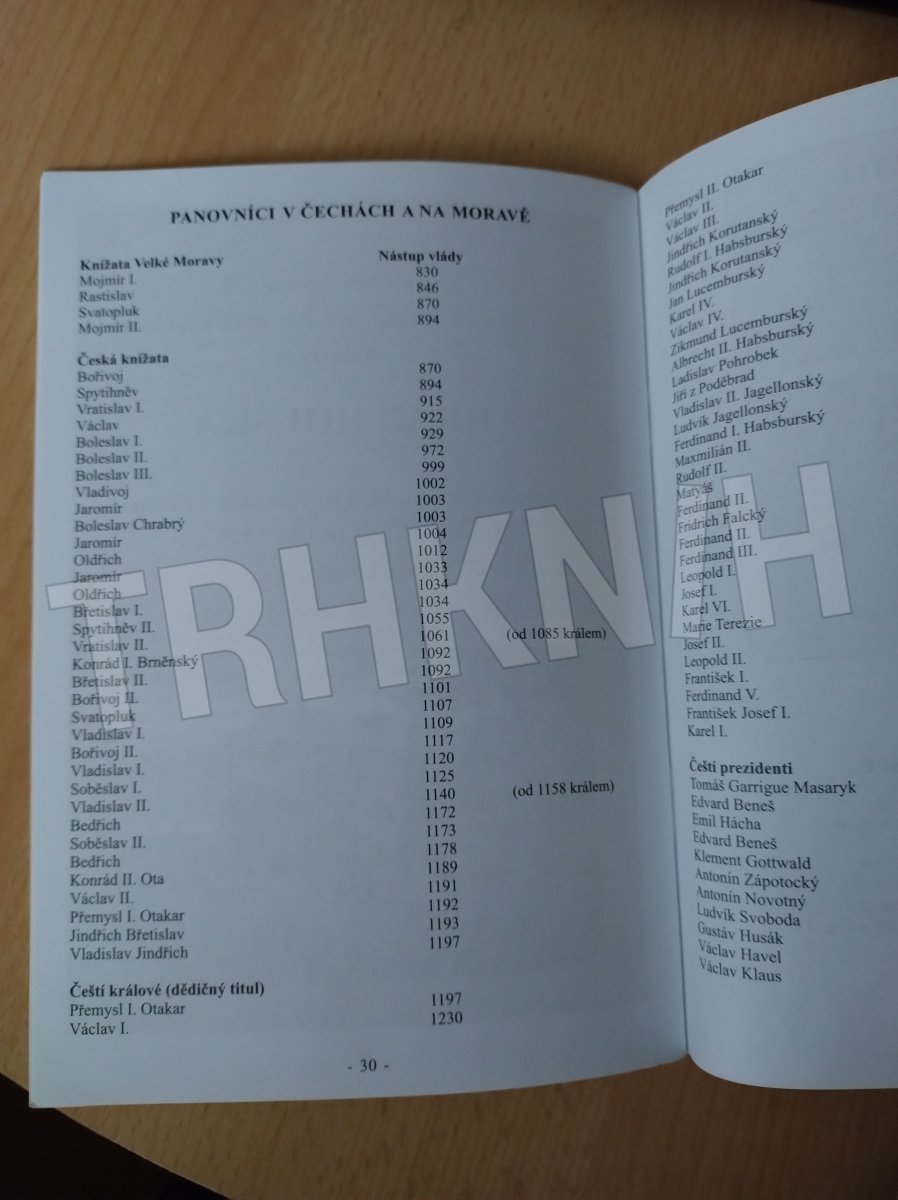 PANOVNÍCI V ČECHÁCH A NA MORAVĚ
Knížata Velké Moravy Nástup vlády
Mojmír I. 830
Rastislav 846
Svatopluk 870
Mojmír II. 894
Česká knížata
Bořivoj 870
Spytihněv 894
Vratislav I. 915
Václav 922
Boleslav I. 929
Boleslav II. 972
Boleslav III. 999
Vladivoj 1002
Jaromír 1003
Boleslav Chrabrý 1003
Jaromír 1004
Oldřich 1012
Jaromír 1033
Oldřich 1034
Břetislav I. 1034
Spytihněv II. 1055
Vratislav II. 1061 (od 1085 králem)
Konrád I. Brněnský 1092
Břetislav II. 1092
Bořivoj II. 1101
Svatopluk 1107
Vladislav I. 1109
Bořivoj II. 1117
Vladislav I. 1120
Soběslav I. 1125
Vladislav II. 1140 (od 1158 králem)
Bedřich 1172
Soběslav II. 1173
Bedřich 1178
Konrád II. Ota 1189
Václav II. 1191
Přemysl I. Otakar 1192
Jindřich Břetislav 1193
Vladislav Jindřich 1197
Čeští králové (dědičný titul)
Přemysl I. Otakar 1197
Václav I. 1230
- 30 -
Přemysl II. Otakar
Václav II.
Václav III.
Jindřich Korutanský
Rudolf I. Habsburský
Jindřich Korutanský
Jan Lucemburský
Karel IV.
Václav IV.
Zikmund Lucemburský
Albrecht II. Habsburský
Ladislav Pohrobek
Jiří z Poděbrad
Vladislav II. Jagellonský
Ludvík Jagellonský
Ferdinand I. Habsburský
Maxmilián II.
Rudolf II.
Matyáš
Ferdinand II.
Fridrich Falcký
Ferdinand II.
Ferdinand III.
Leopold I.
Josef I.
Karel VI.
Marie Terezie
Josef II.
Leopold II.
František I.
Ferdinand V.
František Josef I.
Karel I.
Čeští prezidenti
Tomáš Garrigue Masaryk
Edvard Beneš
Emil Hácha
Edvard Beneš
Klement Gottwald
Antonín Zápotocký
Antonín Novotný
Ludvík Svoboda
Gustáv Husák
Václav Havel
Václav Klaus
TRHKNIH